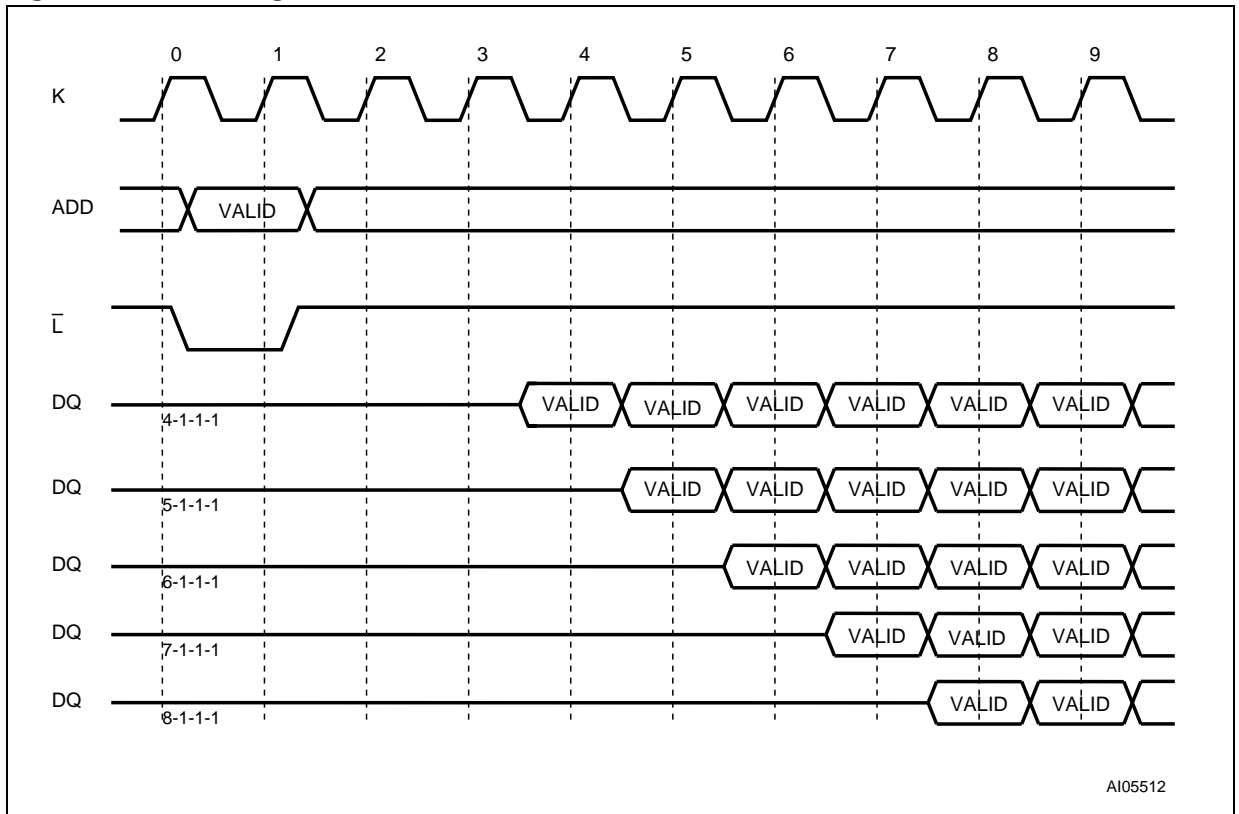 0 1 2 3 4 5 6 7 8 9
K
ADD VALID
L̅
DQ VALID VALID VALID VALID VALID VALID
4-1-1-1
DQ VALID VALID VALID VALID VALID
5-1-1-1
DQ VALID VALID VALID VALID
6-1-1-1
DQ VALID VALID VALID
7-1-1-1
DQ VALID VALID
8-1-1-1
AI05512